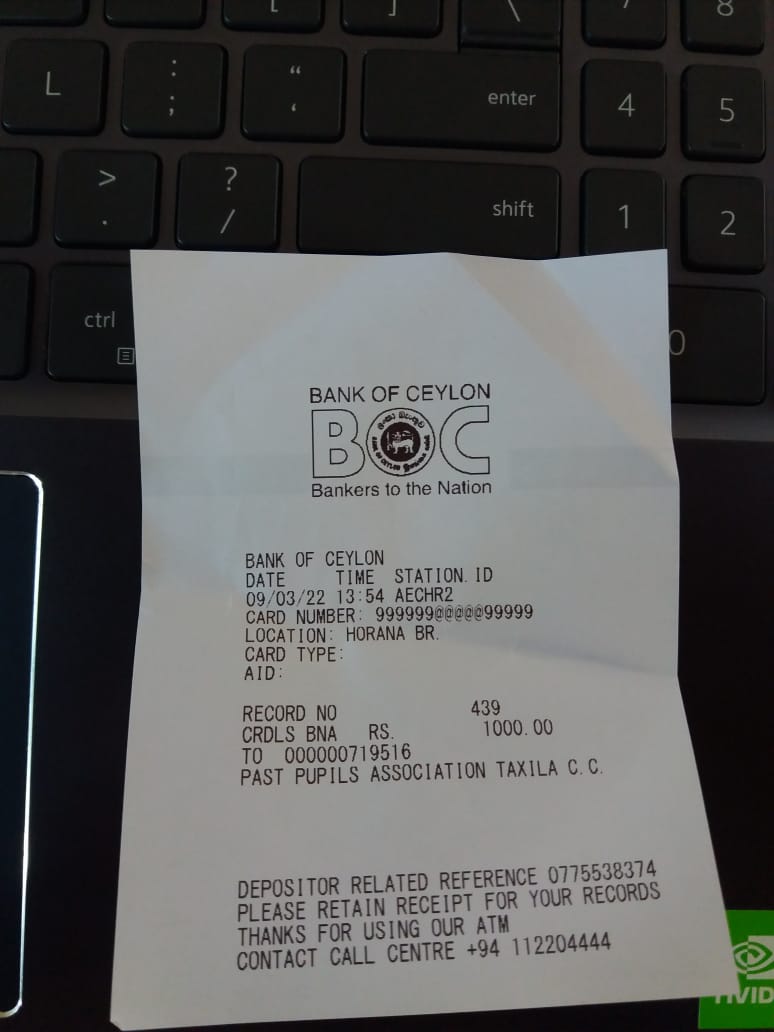 [ ] \ 7 8
L : ; “ ‘ enter 4 5
> . ? / shift 1 2
ctrl 0
BANK OF CEYLON
BOC
Bankers to the Nation
BANK OF CEYLON
DATE TIME STATION.ID
09/03/22 13:54 AECHR2
CARD NUMBER: 999999@@@@@99999
LOCATION: HORANA BR.
CARD TYPE:
AID:
RECORD NO 439
CRDLS BNA RS. 1000.00
TO 000000719516
PAST PUPILS ASSOCIATION TAXILA C.C.
DEPOSITOR RELATED REFERENCE 0775538374
PLEASE RETAIN RECEIPT FOR YOUR RECORDS
THANKS FOR USING OUR ATM
CONTACT CALL CENTRE +94 112204444